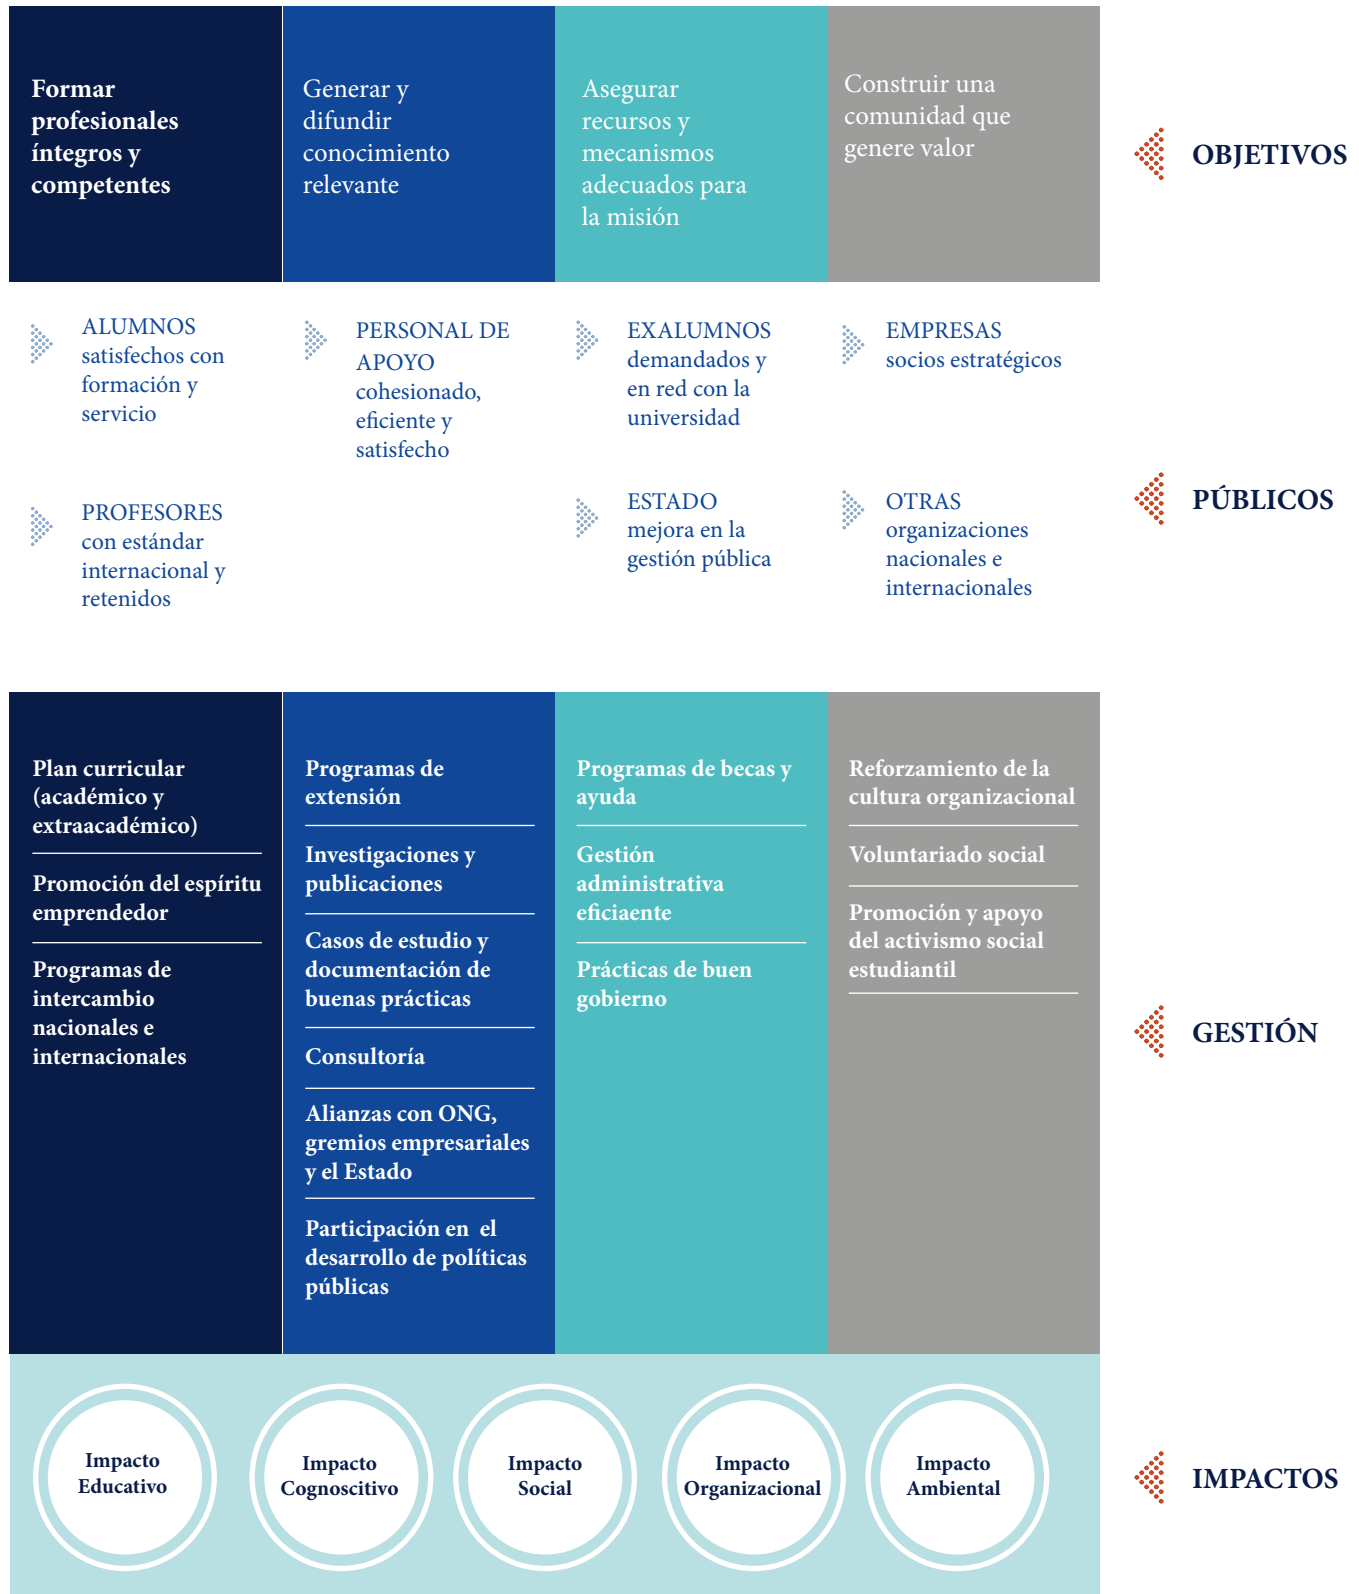 Formar
profesionales
íntegros y
competentes
Generar y
difundir
conocimiento
relevante
Asegurar
recursos y
mecanismos
adecuados para
la misión
Construir una
comunidad que
genere valor
OBJETIVOS
ALUMNOS
satisfechos con
formación y
servicio
PERSONAL DE
APOYO
cohesionado,
eficiente y
satisfecho
EXALUMNOS
demandados y
en red con la
universidad
EMPRESAS
socios estratégicos
PROFESORES
con estándar
internacional y
retenidos
ESTADO
mejora en la
gestión pública
OTRAS
organizaciones
nacionales e
internacionales
PÚBLICOS
Plan curricular
(académico y
extraacadémico)
Promoción del espíritu
emprendedor
Programas de
intercambio
nacionales e
internacionales
Programas de
extensión
Investigaciones y
publicaciones
Casos de estudio y
documentación de
buenas prácticas
Consultoría
Alianzas con ONG,
gremios empresariales
y el Estado
Participación en  el
desarrollo de políticas
públicas
Programas de becas y
ayuda
Gestión
administrativa
eficiaente
Prácticas de buen
gobierno
Reforzamiento de la
cultura organizacional
Voluntariado social
Promoción y apoyo
del activismo social
estudiantil
GESTIÓN
Impacto
Educativo
Impacto
Cognoscitivo
Impacto
Social
Impacto
Organizacional
Impacto
Ambiental
IMPACTOS